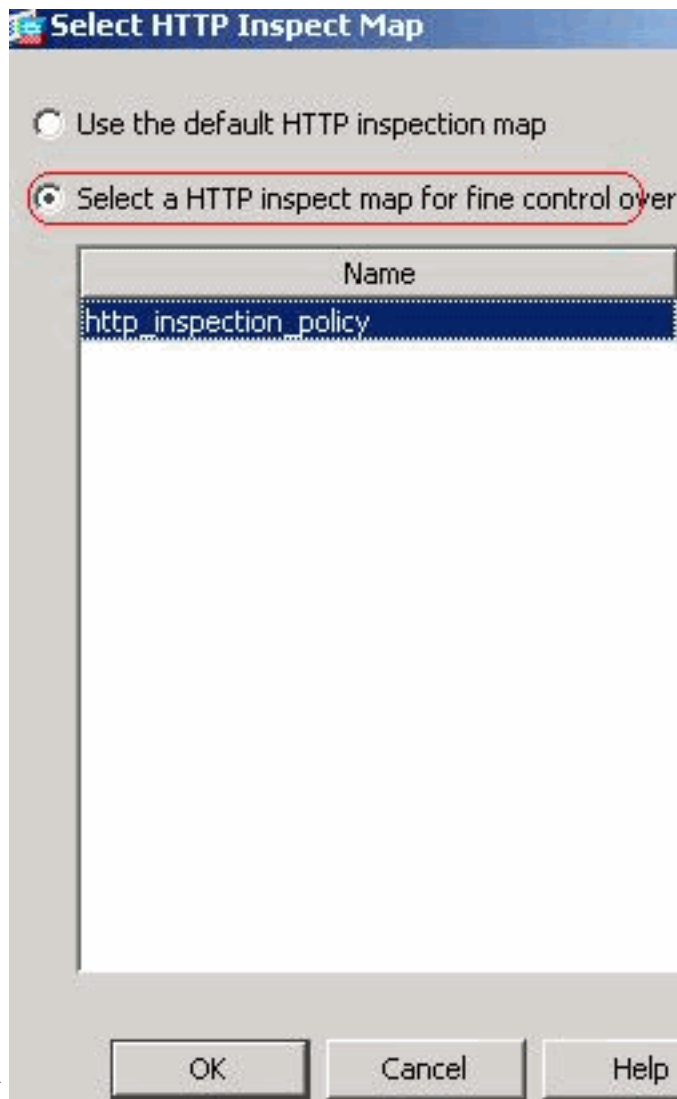 Select HTTP Inspect Map
Use the default HTTP inspection map
Select a HTTP inspect map for fine control over
Name
http_inspection_policy
OK Cancel Help